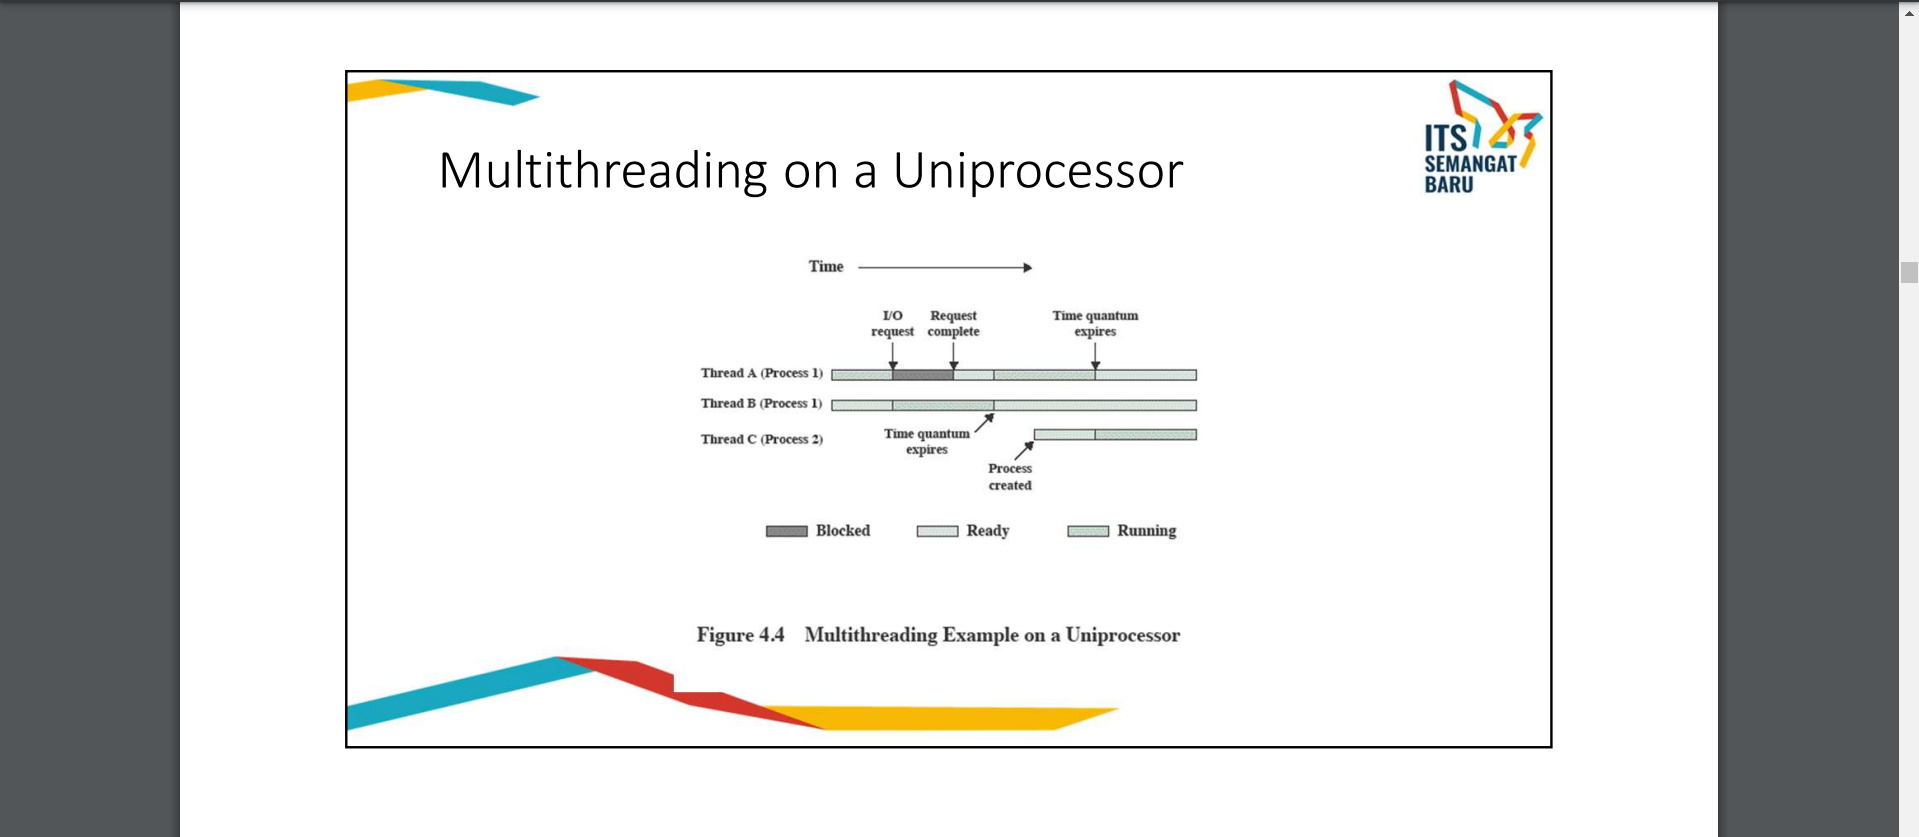 ITS
SEMANGAT
BARU
Multithreading on a Uniprocessor
Time
I/O
request
Request
complete
Time quantum
expires
Thread A (Process 1)
Thread B (Process 1)
Thread C (Process 2)
Time quantum
expires
Process
created
Blocked
Ready
Running
Figure 4.4 Multithreading Example on a Uniprocessor